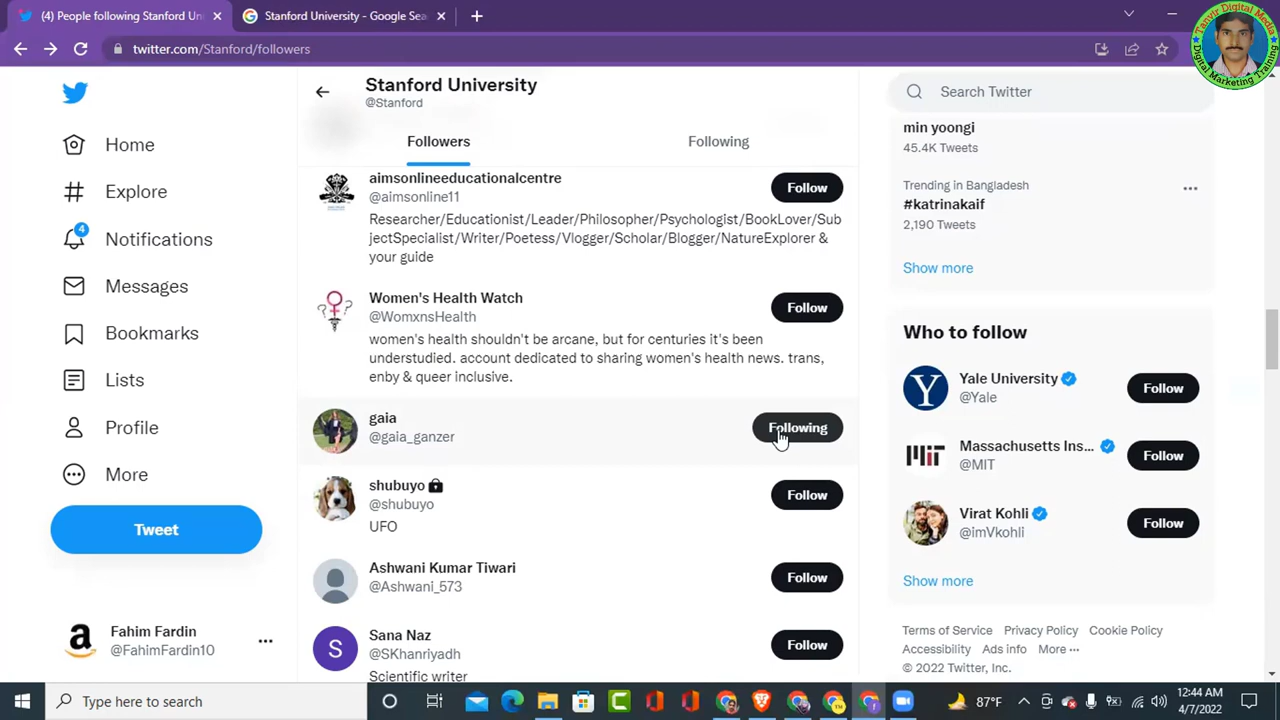 (4) People following Stanford Un
Stanford University - Google Sea
twitter.com/Stanford/followers
Tanvir Digital Media
Digital Marketing Training
Home
Explore
4
Notifications
Messages
Bookmarks
Lists
Profile
More
Tweet
Fahim Fardin
@FahimFardin10
Stanford University
@Stanford
Followers
Following
aimsonlineeducationalcentre
@aimsonline11
Follow
Researcher/Educationist/Leader/Philosopher/Psychologist/BookLover/Sub
jectSpecialist/Writer/Poetess/Vlogger/Scholar/Blogger/NatureExplorer &
your guide
Women's Health Watch
@WomxnsHealth
Follow
women's health shouldn't be arcane, but for centuries it's been
understudied. account dedicated to sharing women's health news. trans,
enby & queer inclusive.
gaia
@gaia_ganzer
Following
shubuyo
@shubuyo
Follow
UFO
Ashwani Kumar Tiwari
@Ashwani_573
Follow
S
Sana Naz
@SKhanriyadh
Follow
Scientific writer
Search Twitter
min yoongi
45.4K Tweets
Trending in Bangladesh
#katrinakaif
2,190 Tweets
Show more
Who to follow
Yale University
@Yale
Follow
Massachusetts Ins...
@MIT
Follow
Virat Kohli
@imVkohli
Follow
Show more
Terms of Service Privacy Policy Cookie Policy
Accessibility Ads info More ···
© 2022 Twitter, Inc.
Type here to search
87°F
12:44 AM
4/7/2022